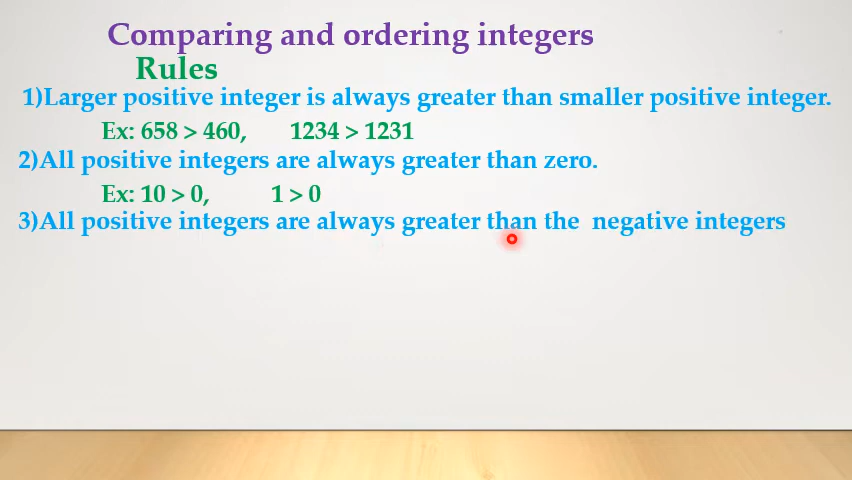 Comparing and ordering integers
Rules
1)Larger positive integer is always greater than smaller positive integer.
Ex: 658 > 460, 1234 > 1231
2)All positive integers are always greater than zero.
Ex: 10 > 0, 1 > 0
3)All positive integers are always greater than the negative integers